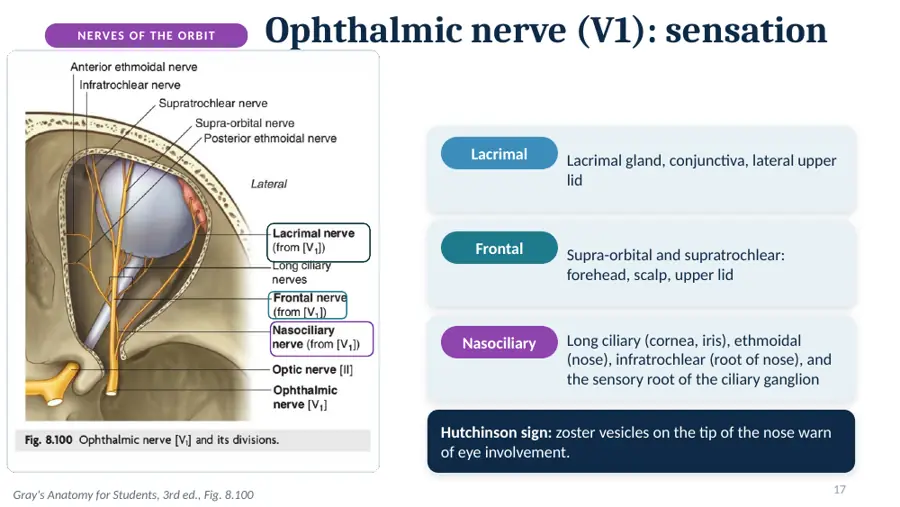 NERVES OF THE ORBIT
Ophthalmic nerve (V1): sensation
Anterior ethmoidal nerve
Infratrochlear nerve
Supratrochlear nerve
Supra-orbital nerve
Posterior ethmoidal nerve
Lateral
Lacrimal nerve
(from [V₁])
Long ciliary
nerves
Frontal nerve
(from [V₁])
Nasociliary
nerve (from [V₁])
Optic nerve [II]
Ophthalmic
nerve [V₁]
Fig. 8.100 Ophthalmic nerve [V₁] and its divisions.
Gray's Anatomy for Students, 3rd ed., Fig. 8.100
Lacrimal
Lacrimal gland, conjunctiva, lateral upper
lid
Frontal
Supra-orbital and supratrochlear:
forehead, scalp, upper lid
Nasociliary
Long ciliary (cornea, iris), ethmoidal
(nose), infratrochlear (root of nose), and
the sensory root of the ciliary ganglion
Hutchinson sign: zoster vesicles on the tip of the nose warn
of eye involvement.
17